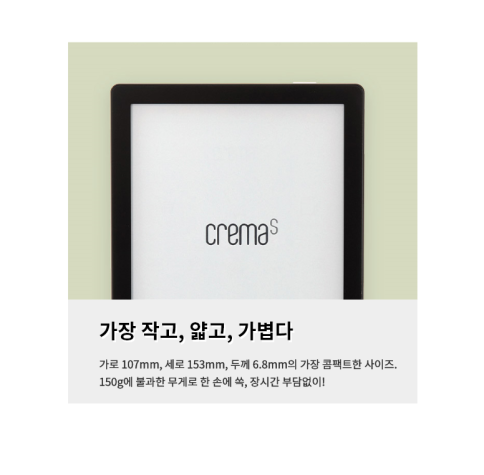 cremaS
가장 작고, 얇고, 가볍다
가로 107mm, 세로 153mm, 두께 6.8mm의 가장 콤팩트한 사이즈.
150g에 불과한 무게로 한 손에 쏙, 장시간 부담없이!